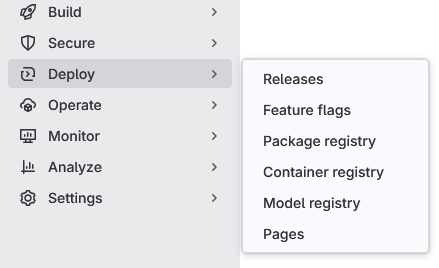 Build
Secure
Deploy
Operate
Monitor
Analyze
Settings
Releases
Feature flags
Package registry
Container registry
Model registry
Pages